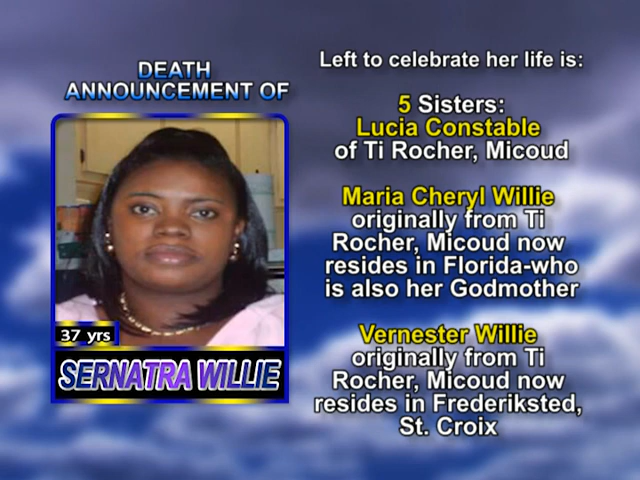 DEATH
ANNOUNCEMENT OF
37 yrs
SERNATRA WILLIE
Left to celebrate her life is:
5 Sisters:
Lucia Constable
of Ti Rocher, Micoud
Maria Cheryl Willie
originally from Ti
Rocher, Micoud now
resides in Florida-who
is also her Godmother
Vernester Willie
originally from Ti
Rocher, Micoud now
resides in Frederiksted,
St. Croix